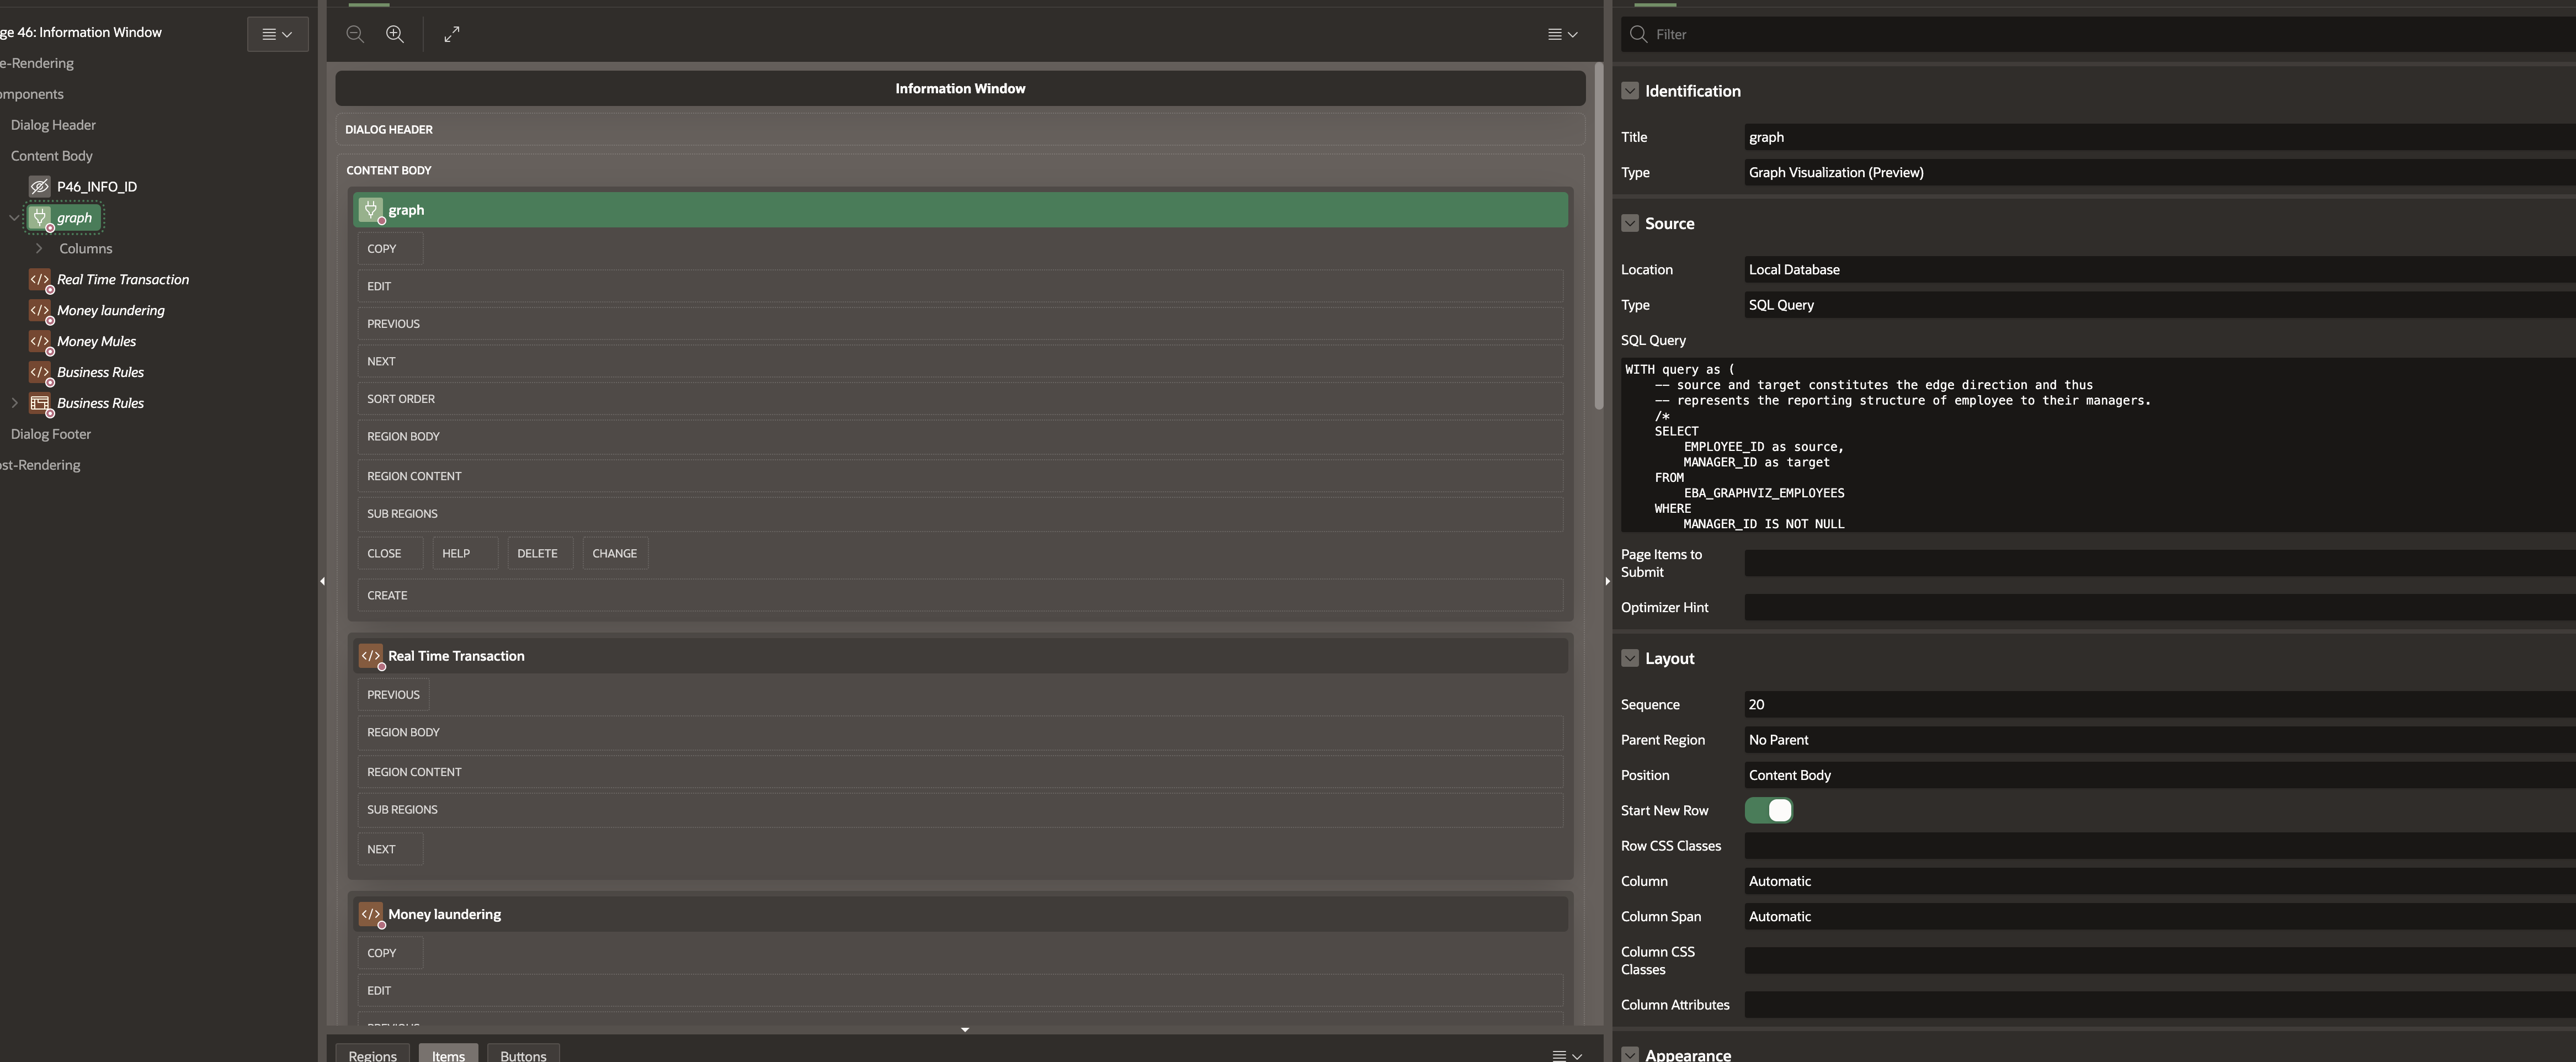 ge 46: Information Window
e-Rendering
omponents
Dialog Header
Content Body
P46_INFO_ID
graph
Columns
Real Time Transaction
Money laundering
Money Mules
Business Rules
Business Rules
Dialog Footer
ost-Rendering
Information Window
DIALOG HEADER
CONTENT BODY
graph
COPY
EDIT
PREVIOUS
NEXT
SORT ORDER
REGION BODY
REGION CONTENT
SUB REGIONS
CLOSE HELP DELETE CHANGE
CREATE
Real Time Transaction
PREVIOUS
REGION BODY
REGION CONTENT
SUB REGIONS
NEXT
Money laundering
COPY
EDIT
PREVIOUS
Regions Items Buttons
Filter
Identification
Title graph
Type Graph Visualization (Preview)
Source
Location Local Database
Type SQL Query
SQL Query
WITH query as (
-- source and target constitutes the edge direction and thus
-- represents the reporting structure of employee to their managers.
/*
SELECT
EMPLOYEE_ID as source,
MANAGER_ID as target
FROM
EBA_GRAPHVIZ_EMPLOYEES
WHERE
MANAGER_ID IS NOT NULL
Page Items to
Submit
Optimizer Hint
Layout
Sequence 20
Parent Region No Parent
Position Content Body
Start New Row
Row CSS Classes
Column Automatic
Column Span Automatic
Column CSS
Classes
Column Attributes
Appearance